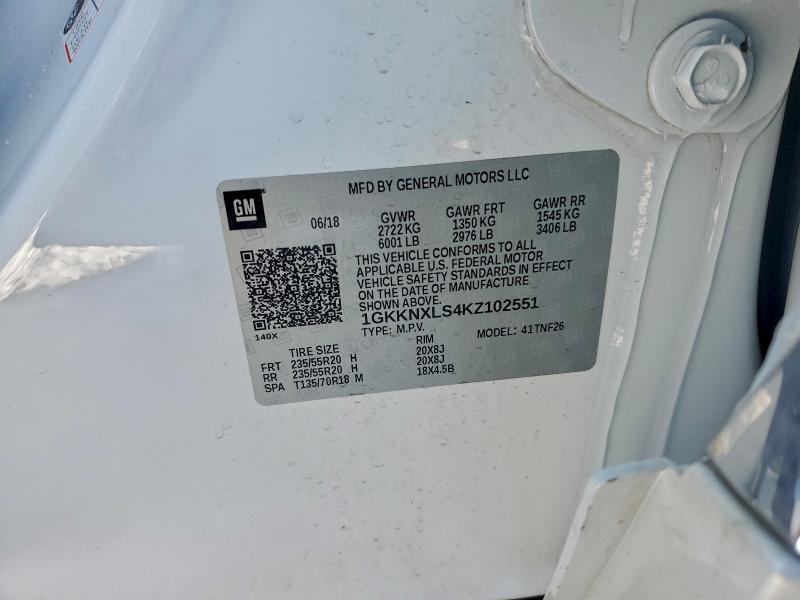 MFD BY GENERAL MOTORS LLC
GM
06/18
GVWR GAWR FRT GAWR RR
2722 KG 1350 KG 1545 KG
6001 LB 2976 LB 3406 LB
THIS VEHICLE CONFORMS TO ALL
APPLICABLE U.S. FEDERAL MOTOR
VEHICLE SAFETY STANDARDS IN EFFECT
ON THE DATE OF MANUFACTURE
SHOWN ABOVE.
1GKKNXLS4KZ102551
140X
TYPE: M.P.V. MODEL: 41TNF26
TIRE SIZE RIM
FRT 235/55R20 H 20X8J
RR 235/55R20 H 20X8J
SPA T135/70R18 M 18X4.5B